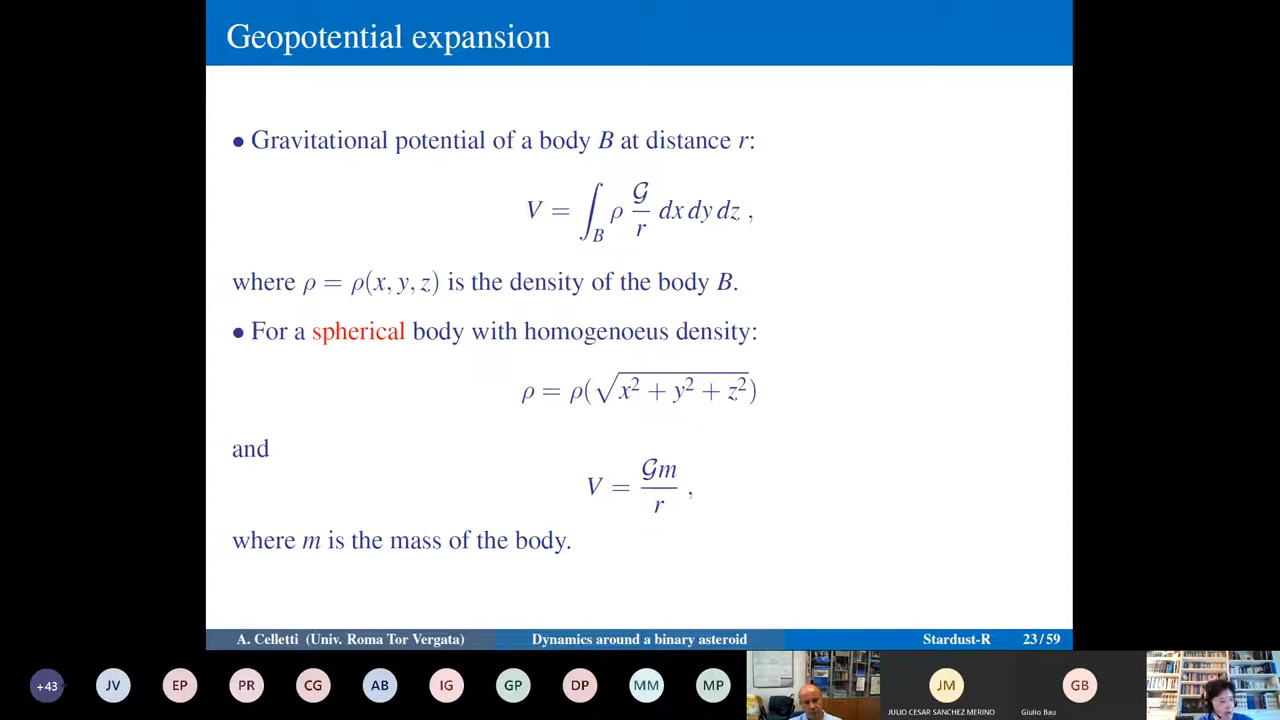 Geopotential expansion
• Gravitational potential of a body B at distance r:
V = ∫_B ρ 𝒢/r dx dy dz ,
where ρ = ρ(x, y, z) is the density of the body B.
• For a spherical body with homogenoeus density:
ρ = ρ(√(x² + y² + z²))
and
V = 𝒢m/r ,
where m is the mass of the body.
A. Celletti (Univ. Roma Tor Vergata) Dynamics around a binary asteroid Stardust-R 23 / 59
+43 JV EP PR CG AB IG GP DP MM MP JM GB
JULIO CESAR SANCHEZ MERINO Giulio Bau